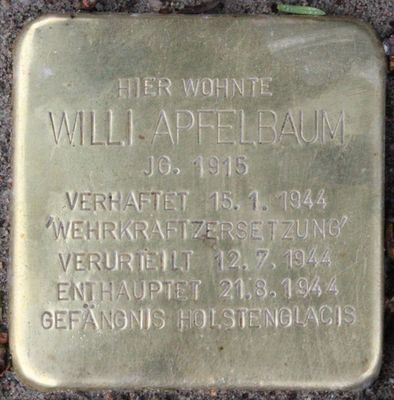 HIER WOHNTE
WILLI APFELBAUM
JG. 1915
VERHAFTET 15.1.1944
'WEHRKRAFTZERSETZUNG'
VERURTEILT 12.7.1944
ENTHAUPTET 21.8.1944
GEFÄNGNIS HOLSTENGLACIS